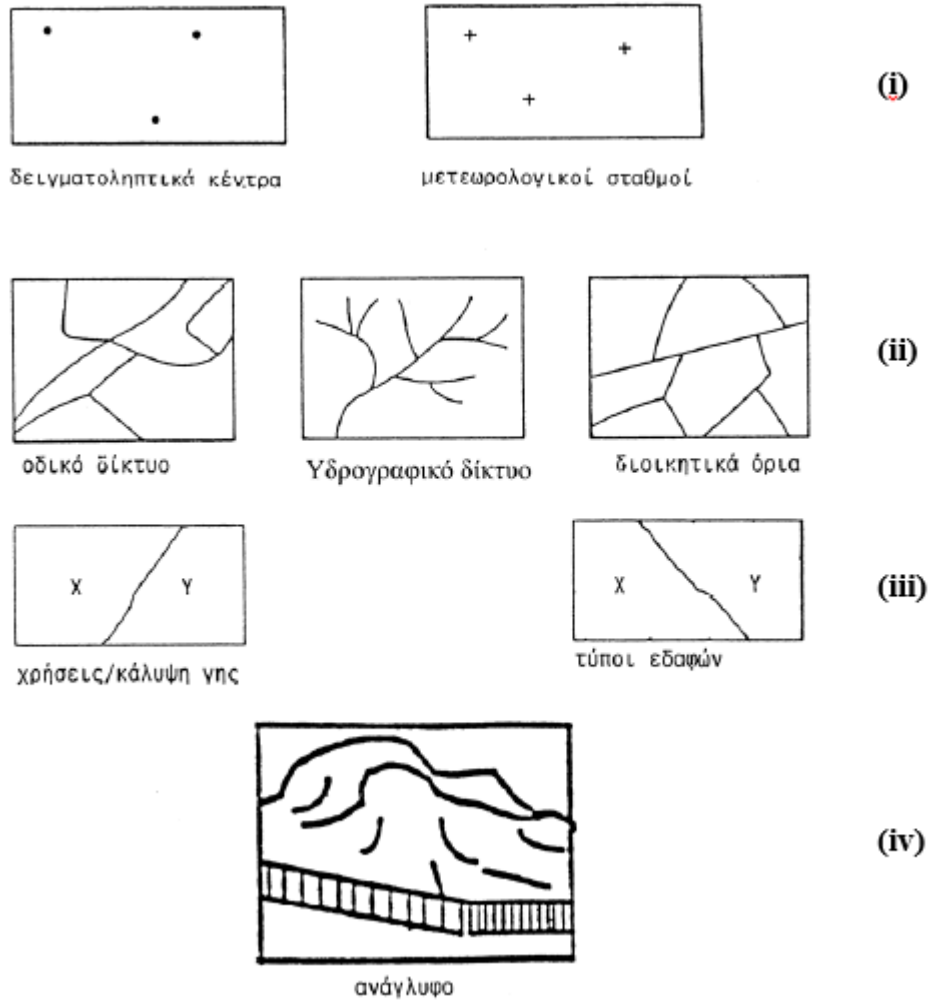 (i)
δειγματοληπτικά κέντρα
μετεωρολογικοί σταθμοί
(ii)
οδικό δίκτυο
Υδρογραφικό δίκτυο
διοικητικά όρια
X Y
X Y
(iii)
χρήσεις/κάλυψη γης
τύποι εδαφών
(iv)
ανάγλυφο